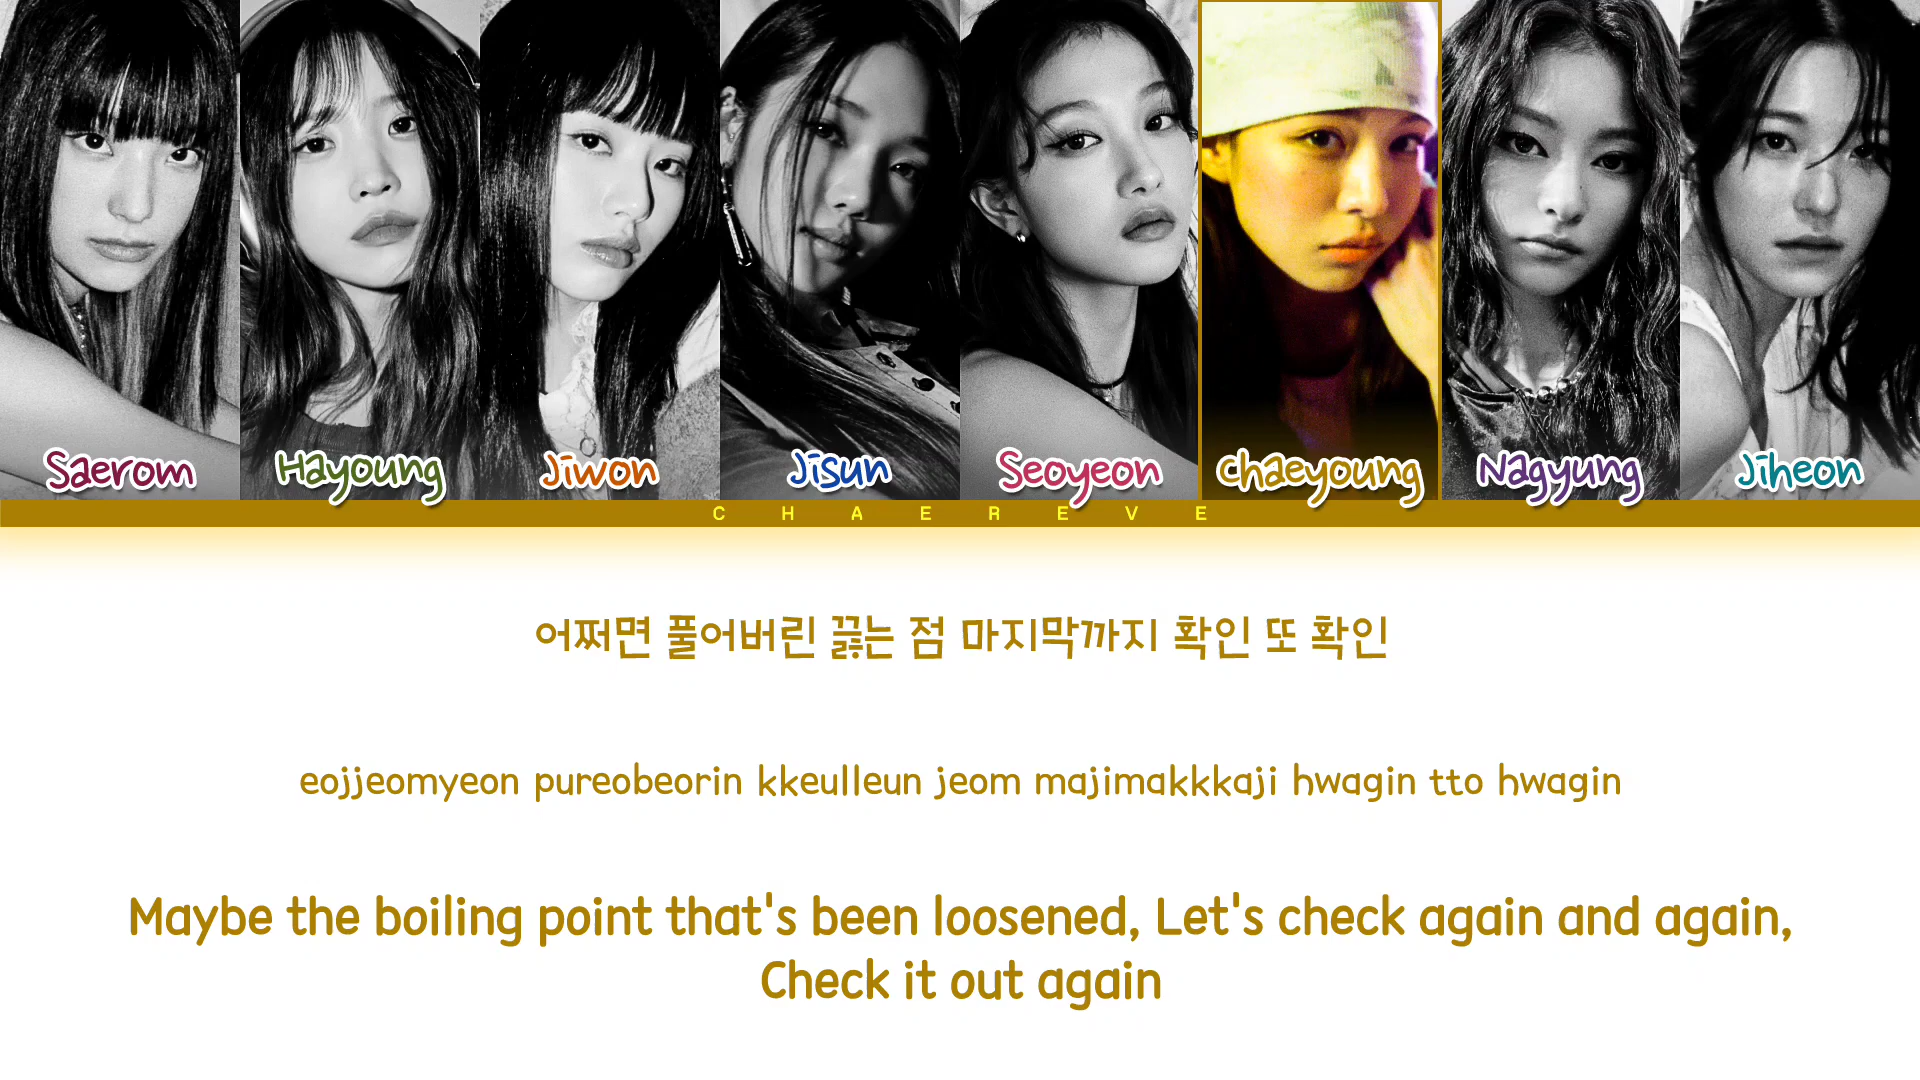 Saerom
Hayoung
Jiwon
Jisun
Seoyeon
chaeyoung
Nagyung
Jiheon
CHAEREVE
어쩌면 풀어버린 끓는 점 마지막까지 확인 또 확인
eojjeomyeon pureobeorin kkeulleun jeom majimakkkaji hwagin tto hwagin
Maybe the boiling point that's been loosened, Let's check again and again,
Check it out again